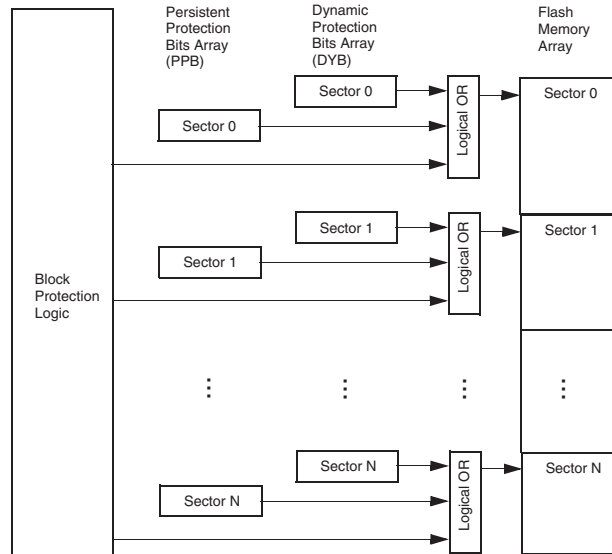 Persistent
Protection
Bits Array
(PPB)
Dynamic
Protection
Bits Array
(DYB)
Flash
Memory
Array
Sector 0
Sector 0
Logical OR
Sector 0
Sector 1
Sector 1
Logical OR
Sector 1
Block
Protection
Logic
Sector N
Sector N
Logical OR
Sector N